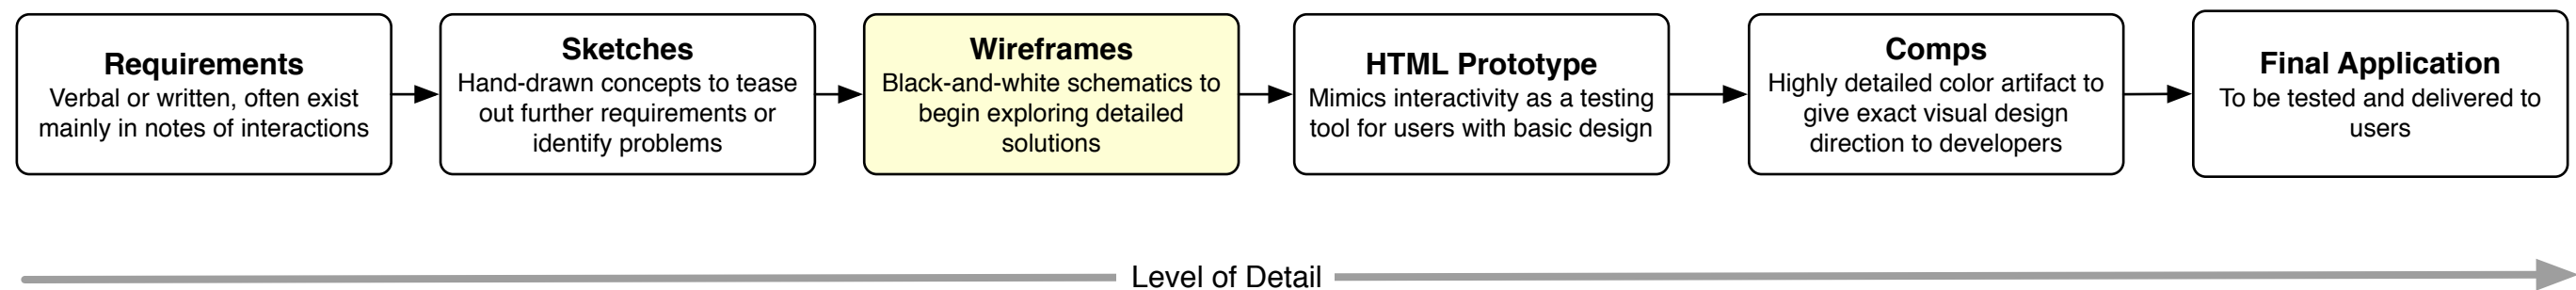 Requirements
Verbal or written, often exist
mainly in notes of interactions
Sketches
Hand-drawn concepts to tease
out further requirements or
identify problems
Wireframes
Black-and-white schematics to
begin exploring detailed
solutions
HTML Prototype
Mimics interactivity as a testing
tool for users with basic design
Comps
Highly detailed color artifact to
give exact visual design
direction to developers
Final Application
To be tested and delivered to
users
Level of Detail